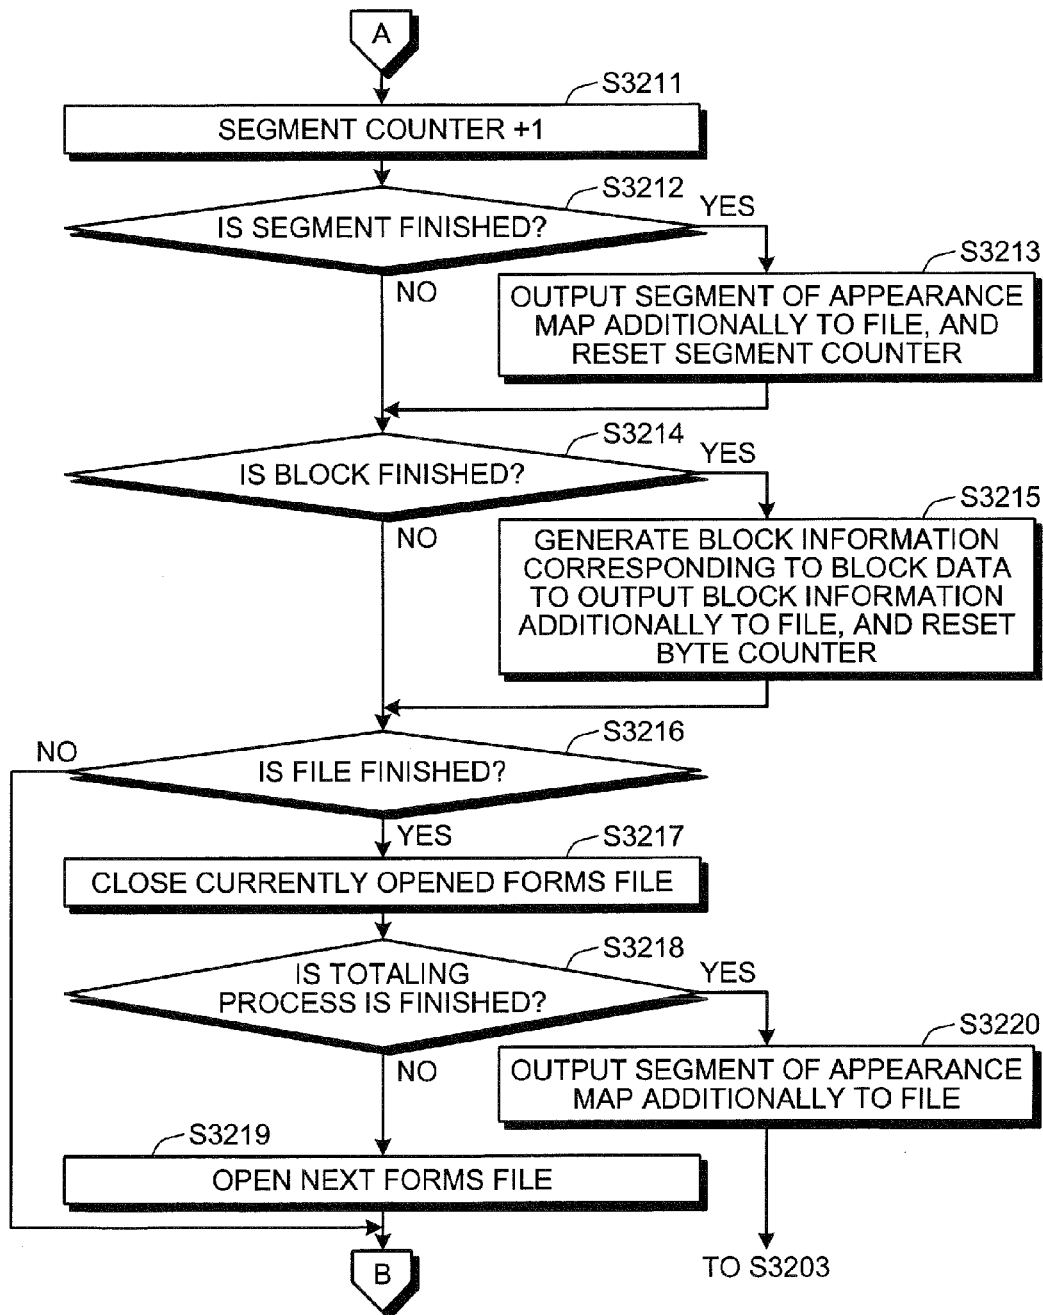 A
S3211
SEGMENT COUNTER +1
S3212
IS SEGMENT FINISHED?
YES
NO
S3213
OUTPUT SEGMENT OF APPEARANCE
MAP ADDITIONALLY TO FILE, AND
RESET SEGMENT COUNTER
S3214
IS BLOCK FINISHED?
YES
NO
S3215
GENERATE BLOCK INFORMATION
CORRESPONDING TO BLOCK DATA
TO OUTPUT BLOCK INFORMATION
ADDITIONALLY TO FILE, AND RESET
BYTE COUNTER
S3216
NO
IS FILE FINISHED?
YES
S3217
CLOSE CURRENTLY OPENED FORMS FILE
S3218
IS TOTALING
PROCESS IS FINISHED?
YES
NO
S3220
OUTPUT SEGMENT OF APPEARANCE
MAP ADDITIONALLY TO FILE
S3219
OPEN NEXT FORMS FILE
TO S3203
B